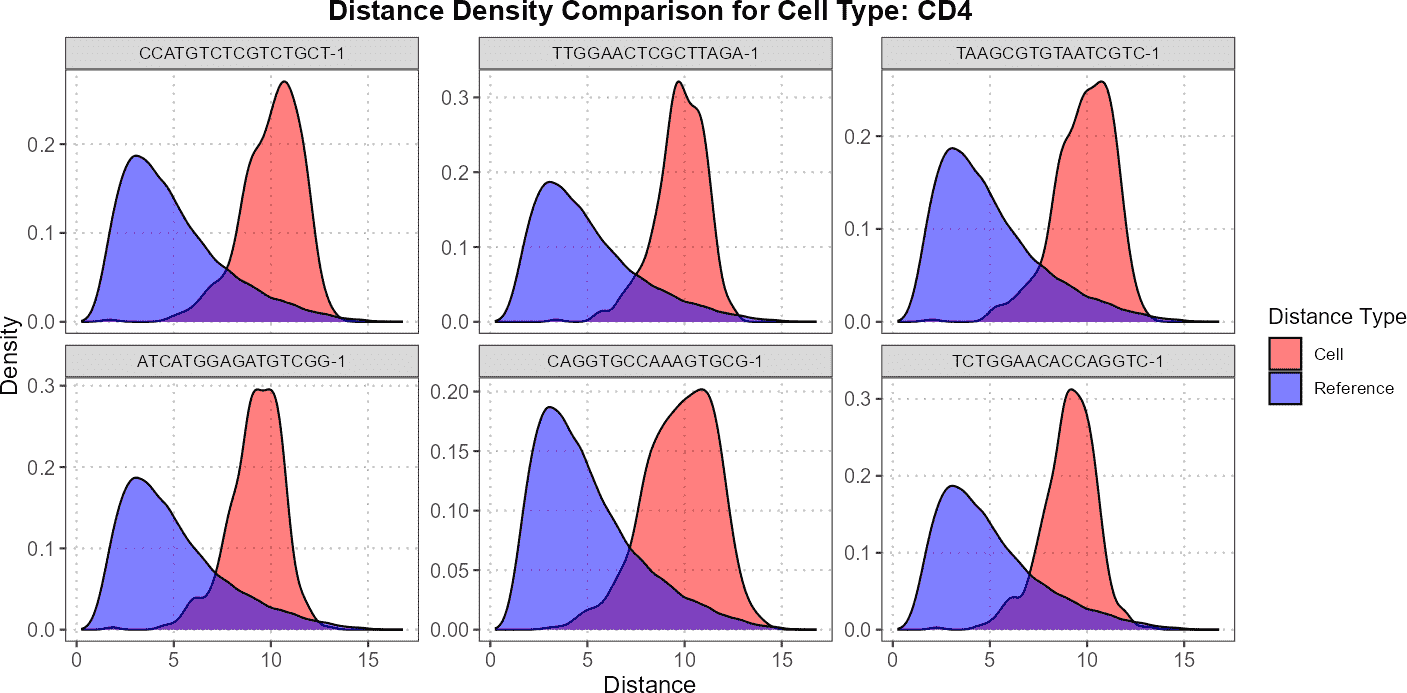 Distance Density Comparison for Cell Type: CD4
CCATGTCTCGTCTGCT-1
TTGGAACTCGCTTAGA-1
TAAGCGTGTAATCGTC-1
0.2
0.1
0.0
0.3
0.2
0.1
0.0
0.2
0.1
0.0
ATCATGGAGATGTCGG-1
CAGGTGCCAAAGTGCG-1
TCTGGAACACCAGGTC-1
0.3
0.2
0.1
0.0
0.20
0.15
0.10
0.05
0.00
0.3
0.2
0.1
0.0
0 5 10 15
0 5 10 15
0 5 10 15
Density
Distance
Distance Type
Cell
Reference